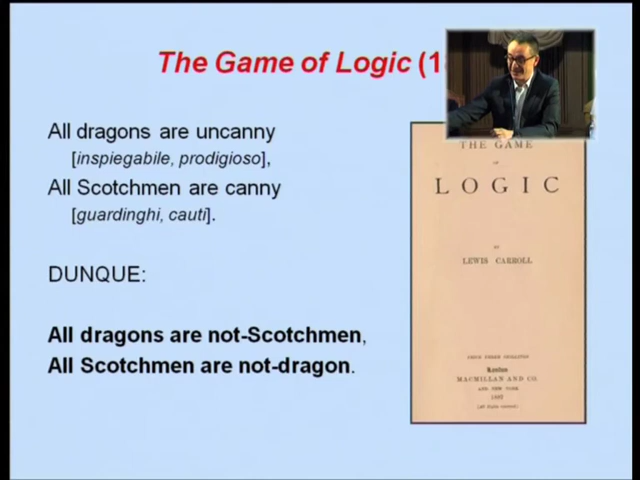 The Game of Logic (1
All dragons are uncanny
[inspiegabile, prodigioso],
All Scotchmen are canny
[guardinghi, cauti].
DUNQUE:
All dragons are not-Scotchmen,
All Scotchmen are not-dragon.
THE GAME
OF
LOGIC
BY
LEWIS CARROLL
London
MACMILLAN AND CO.
AND NEW YORK